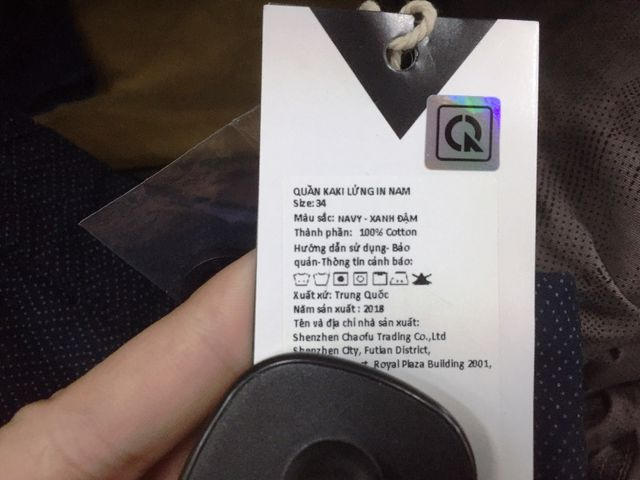 QUẦN KAKI LỬNG IN NAM
Size: 34
Màu sắc: NAVY - XANH ĐẬM
Thành phần: 100% Cotton
Hướng dẫn sử dụng- Bảo
quản-Thông tin cảnh báo:
Xuất xứ: Trung Quốc
Năm sản xuất : 2018
Tên và địa chỉ nhà sản xuất:
Shenzhen Chaofu Trading Co.,Ltd
Shenzhen City, Futian District,
Royal Plaza Building 2001,